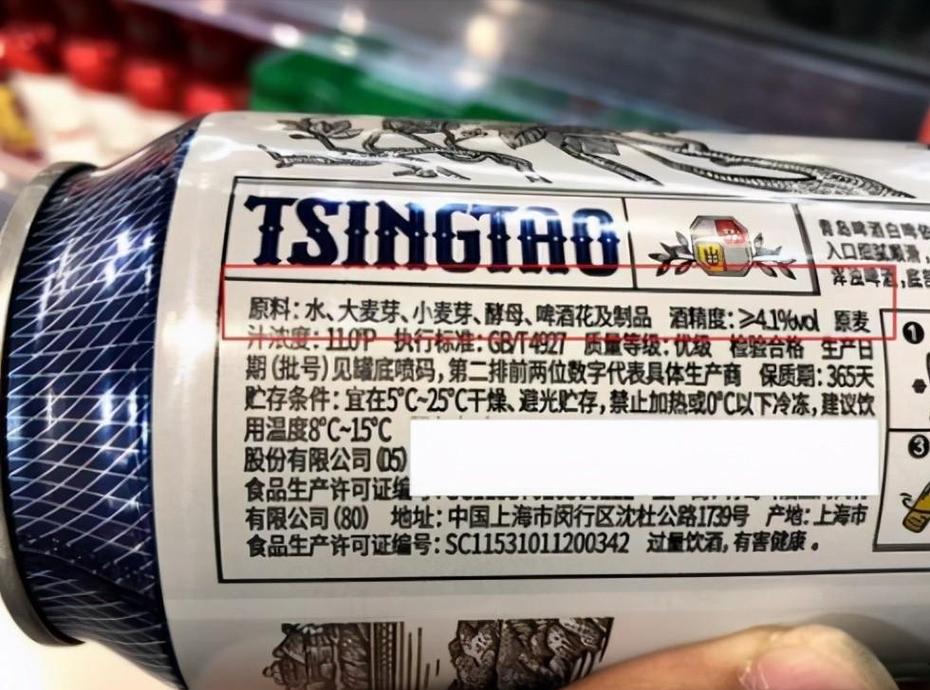 TSINGTAO
青岛啤酒白啤
入口
啤酒
原料：水、大麦芽、小麦芽、酵母、啤酒花及制品 酒精度：≥4.1%vol 原麦
汁浓度：11.0°P 执行标准：GB/T4927 质量等级：优级 检验合格 生产日
期（批号）见罐底喷码，第二排前两位数字代表具体生产商 保质期：365天
贮存条件：宜在5℃~25℃干燥、避光贮存，禁止加热或0℃以下冷冻，建议饮
用温度8℃~15℃
股份有限公司（05）
食品生产许可证编
有限公司（80） 地址：中国上海市闵行区沈杜公路1739号 产地：上海市
食品生产许可证编号：SC11531011200342 过量饮酒，有害健康。
1
3